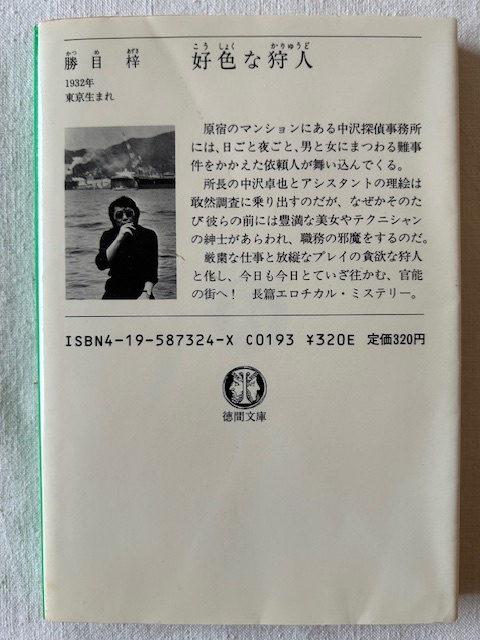 かつ め あずさ
勝目 梓
こうしょく かりゅうど
好色な狩人
1932年
東京生まれ
原宿のマンションにある中沢探偵事務所
には、日ごと夜ごと、男と女にまつわる難事
件をかかえた依頼人が舞い込んでくる。
所長の中沢卓也とアシスタントの理絵は
敢然調査に乗り出すのだが、なぜかそのた
び彼らの前には豊満な美女やテクニシャン
の紳士があらわれ、職務の邪魔をするのだ。
厳粛な仕事と放縦なプレイの貪欲な狩人
と化し、今日も今日とていざ往かむ、官能
の街へ! 長篇エロチカル・ミステリー。
ISBN4-19-587324-X C0193 ¥320E 定価320円
徳間文庫